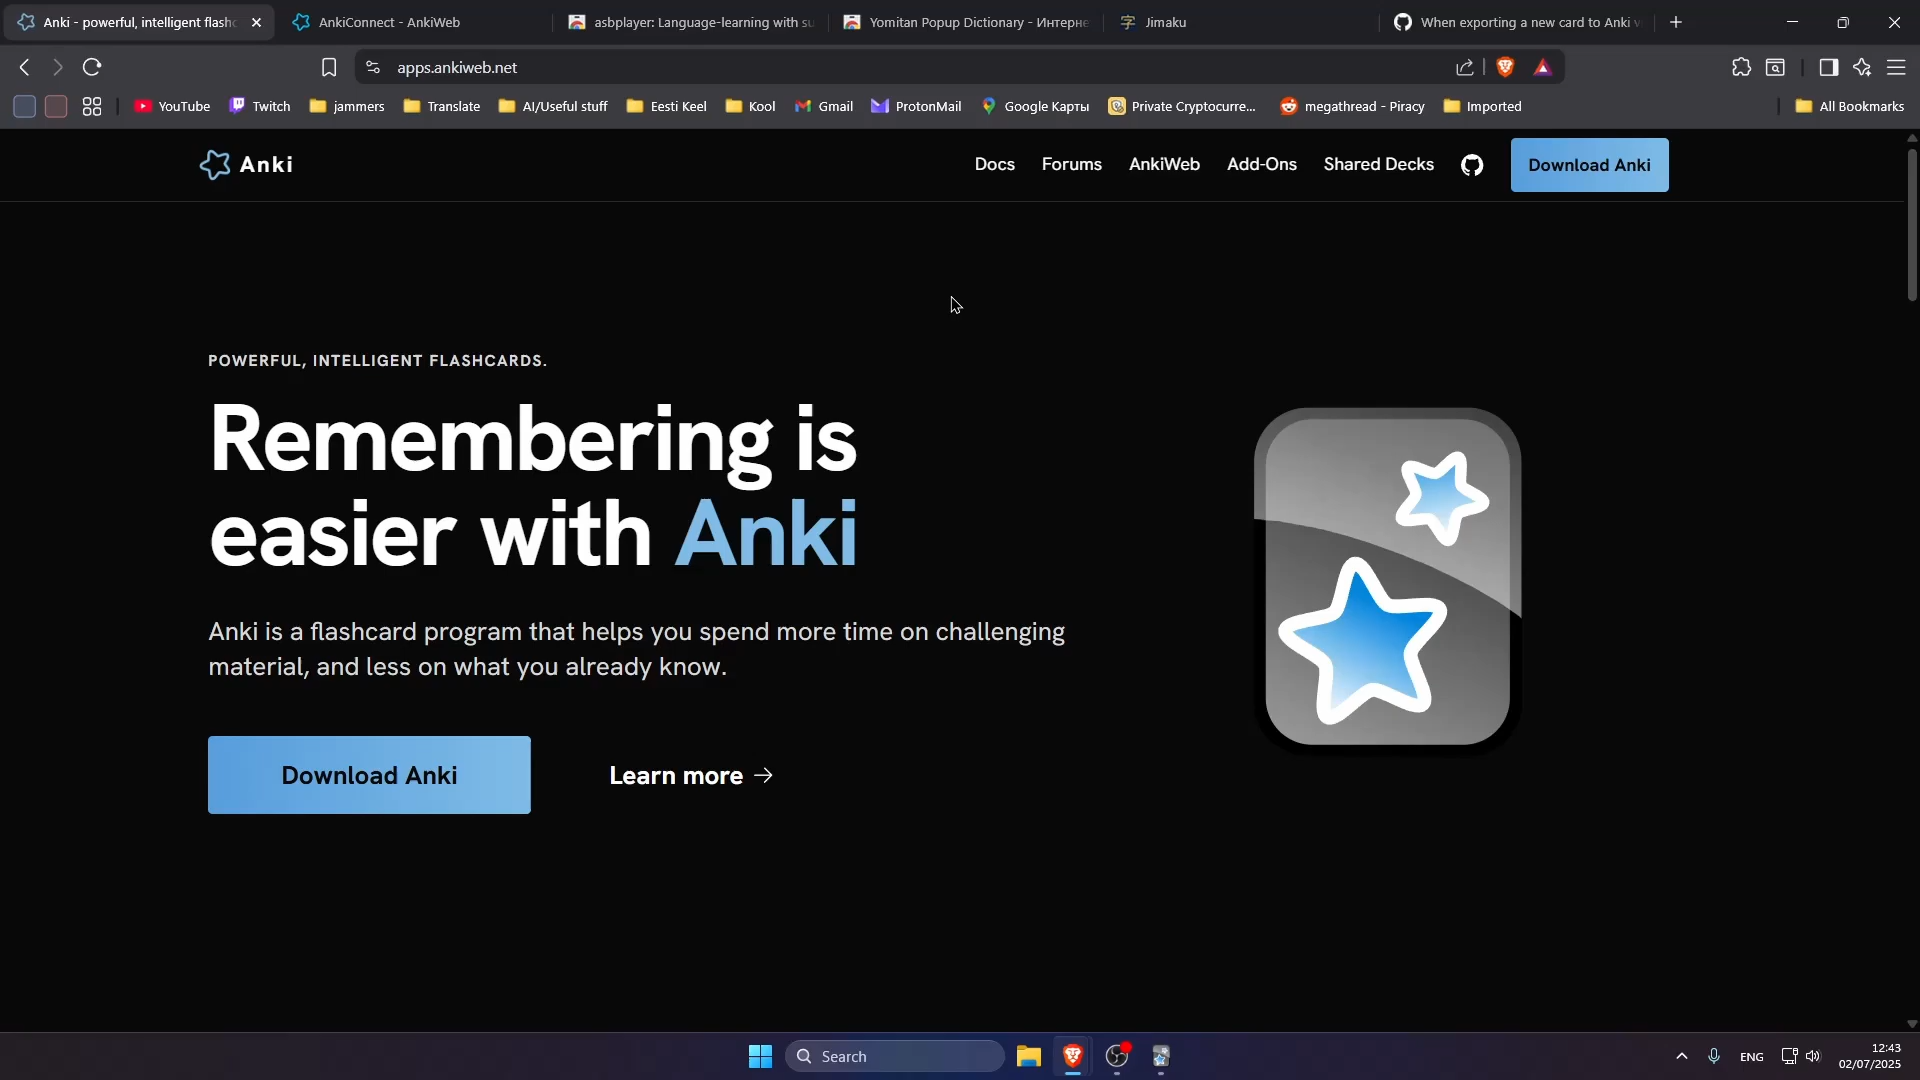 Anki - powerful, intelligent flashc
AnkiConnect - AnkiWeb
asbplayer: Language-learning with su
Yomitan Popup Dictionary - Интерне
字 Jimaku
When exporting a new card to Anki v
apps.ankiweb.net
YouTube
Twitch
jammers
Translate
AI/Useful stuff
Eesti Keel
Kool
Gmail
ProtonMail
Google Карты
Private Cryptocurre...
megathread - Piracy
Imported
All Bookmarks
Anki
Docs
Forums
AnkiWeb
Add-Ons
Shared Decks
Download Anki
POWERFUL, INTELLIGENT FLASHCARDS.
Remembering is
easier with Anki
Anki is a flashcard program that helps you spend more time on challenging
material, and less on what you already know.
Download Anki
Learn more →
Search
ENG
12:43
02/07/2025